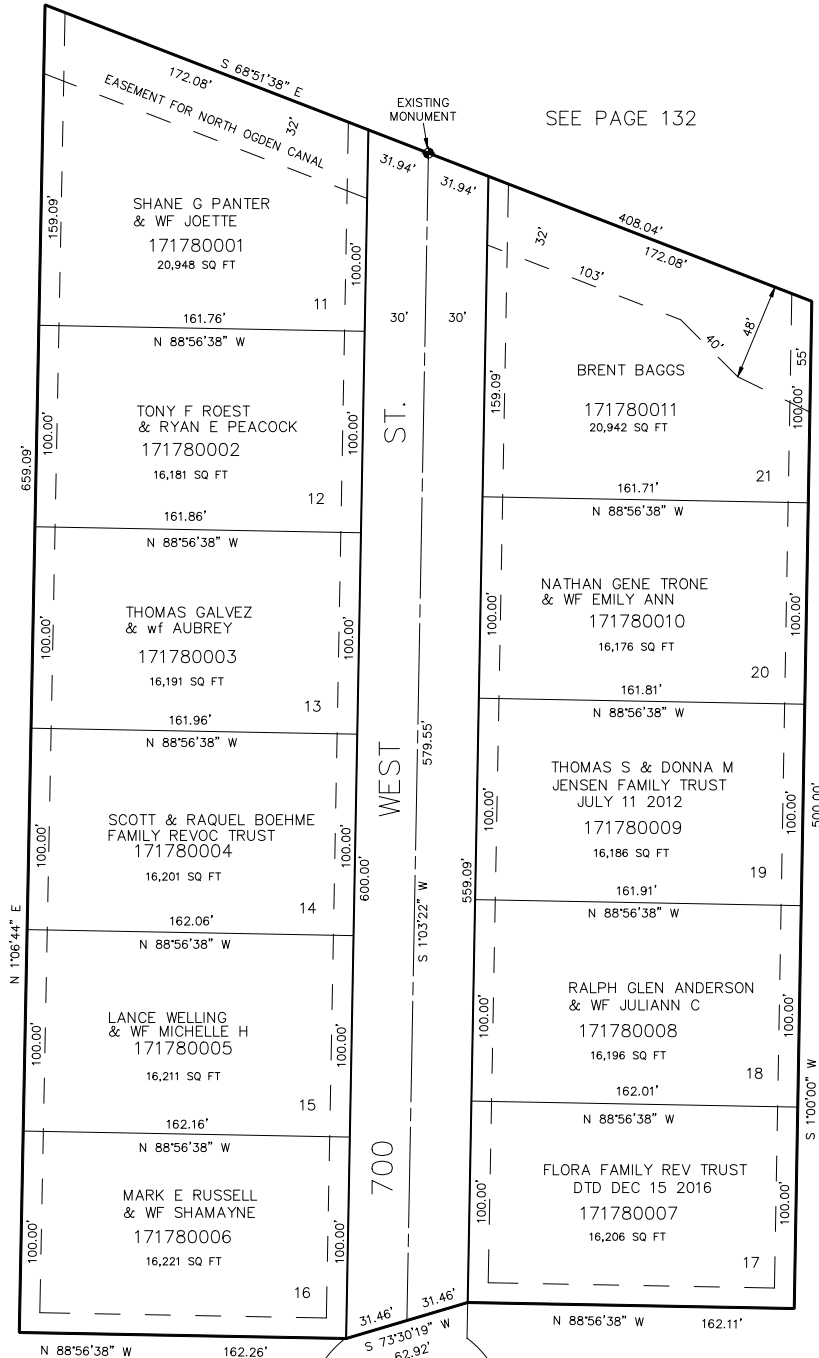 S 68°51'38" E
172.08'
EASEMENT FOR NORTH OGDEN CANAL
32'
EXISTING
MONUMENT
SEE PAGE 132
31.94'
31.94'
408.04'
172.08'
32'
103'
40'
48'
55'
159.09'
SHANE G PANTER
& WF JOETTE
171780001
20,948 SQ FT
100.00'
11
161.76'
N 88°56'38" W
30'
30'
BRENT BAGGS
171780011
20,942 SQ FT
159.09'
100.00'
21
161.71'
N 88°56'38" W
659.09'
TONY F ROEST
& RYAN E PEACOCK
171780002
16,181 SQ FT
100.00'
100.00'
12
161.86'
N 88°56'38" W
NATHAN GENE TRONE
& WF EMILY ANN
171780010
16,176 SQ FT
100.00'
100.00'
20
161.81'
N 88°56'38" W
THOMAS GALVEZ
& wf AUBREY
171780003
16,191 SQ FT
100.00'
100.00'
13
161.96'
N 88°56'38" W
THOMAS S & DONNA M
JENSEN FAMILY TRUST
JULY 11 2012
171780009
16,186 SQ FT
100.00'
100.00'
19
161.91'
N 88°56'38" W
500.00'
SCOTT & RAQUEL BOEHME
FAMILY REVOC TRUST
171780004
16,201 SQ FT
100.00'
100.00'
14
162.06'
N 88°56'38" W
600.00'
579.55'
559.09'
S 1°03'22" W
700 WEST ST.
N 1°06'44" E
RALPH GLEN ANDERSON
& WF JULIANN C
171780008
16,196 SQ FT
100.00'
100.00'
18
162.01'
N 88°56'38" W
S 1°00'00" W
LANCE WELLING
& WF MICHELLE H
171780005
16,211 SQ FT
100.00'
100.00'
15
162.16'
N 88°56'38" W
FLORA FAMILY REV TRUST
DTD DEC 15 2016
171780007
16,206 SQ FT
100.00'
100.00'
17
N 88°56'38" W 162.11'
MARK E RUSSELL
& WF SHAMAYNE
171780006
16,221 SQ FT
100.00'
100.00'
16
N 88°56'38" W 162.26'
31.46'
31.46'
S 73°30'19" W
62.92'